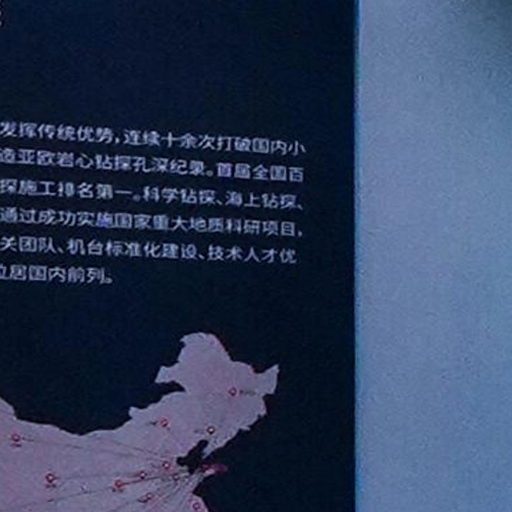 发挥传统优势,连续十余次打破国内小
造亚欧岩心钻探孔深纪录。首届全国百
探施工排名第一。科学钻探、海上钻探、
通过成功实施国家重大地质科研项目,
关团队、机台标准化建设、技术人才优
位居国内前列。